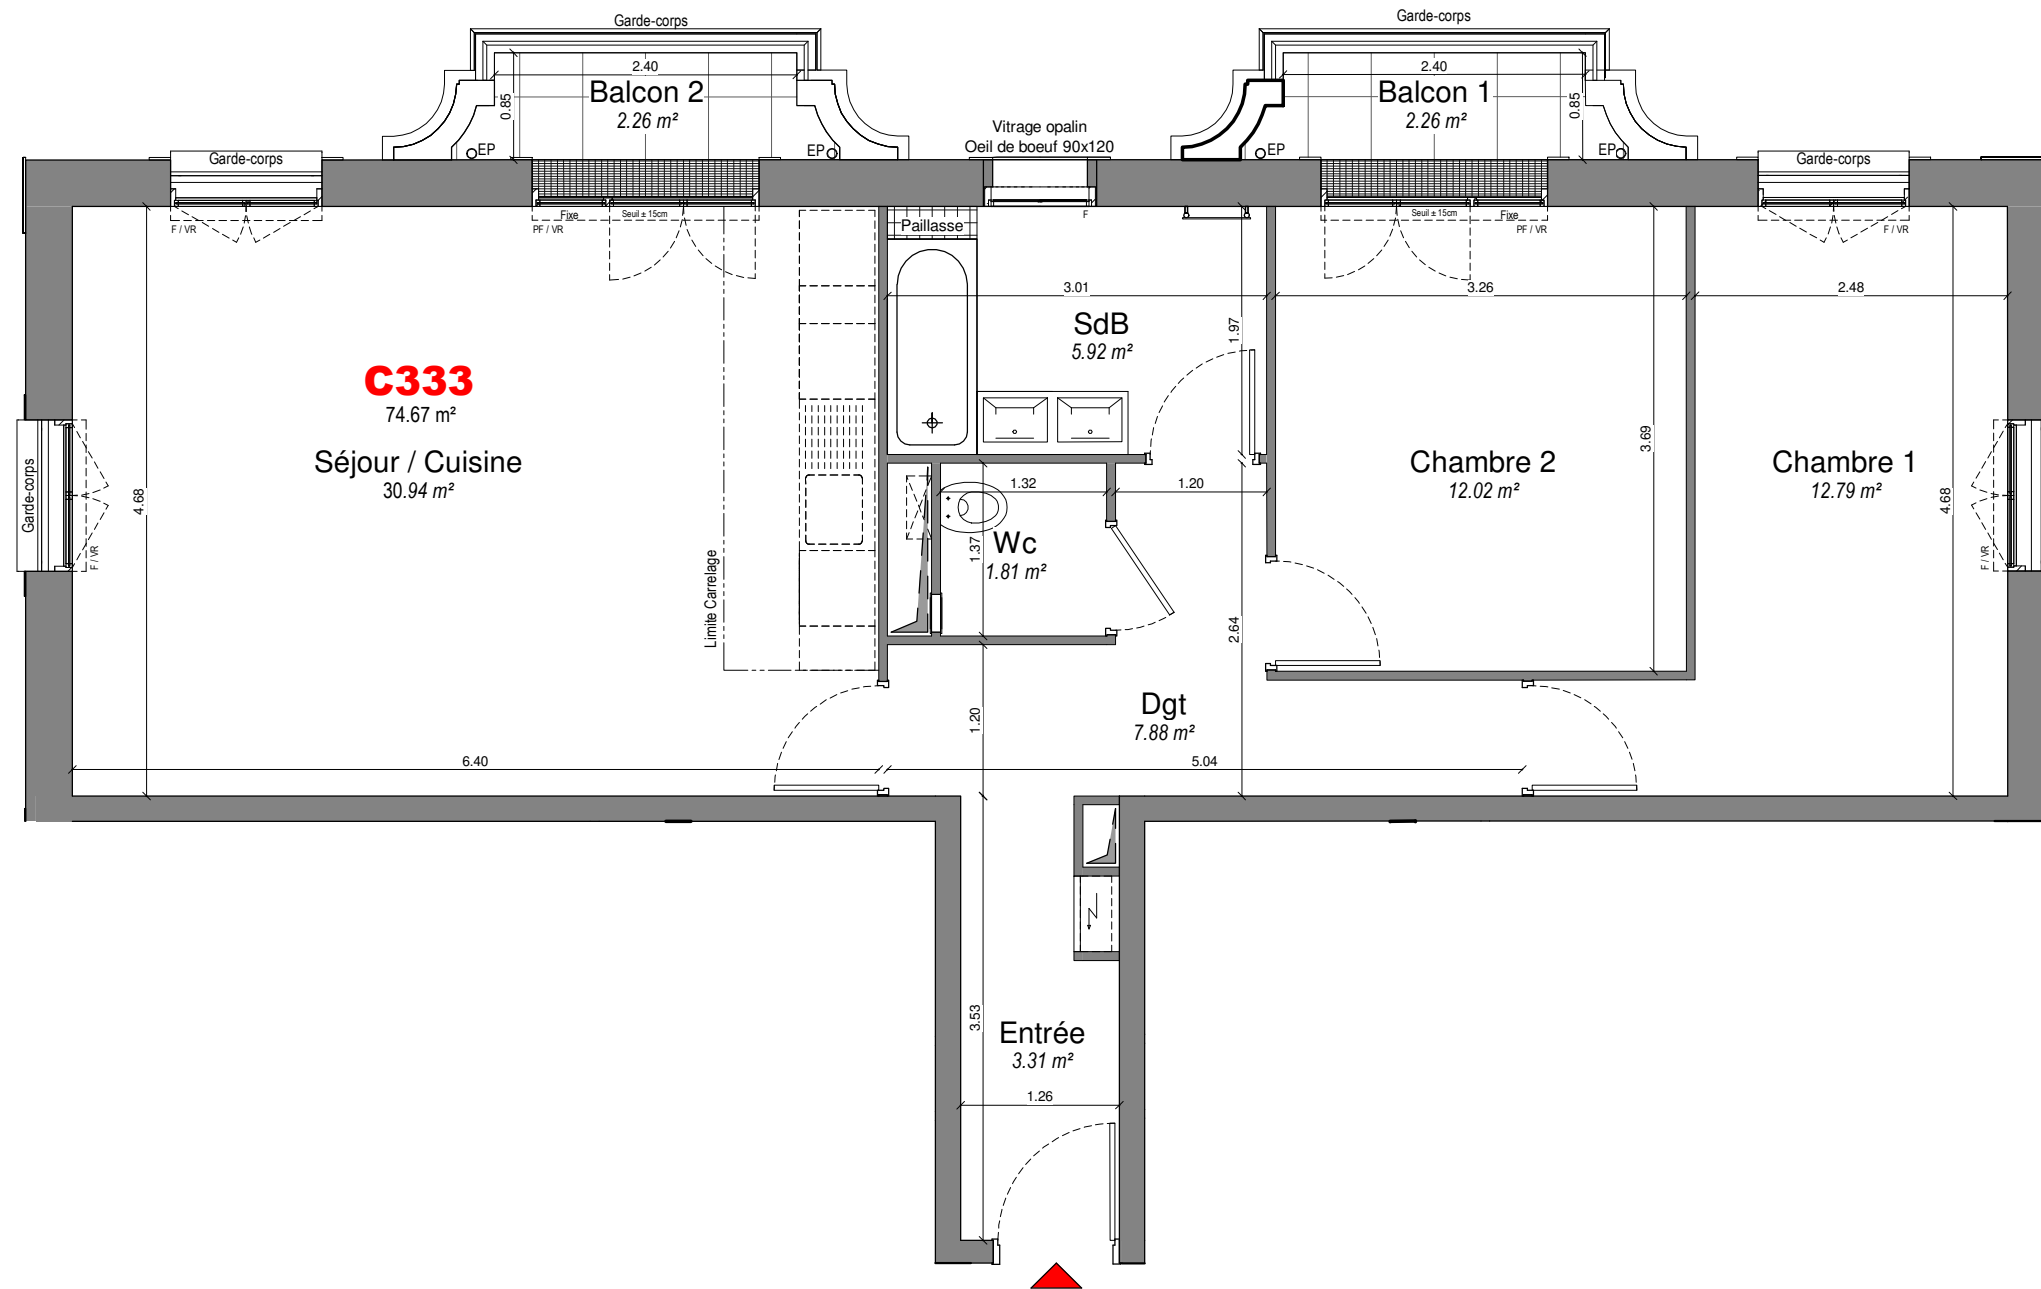 Garde-corps
Garde-corps
2.40
2.40
Balcon 2
2.26 m²
0.85
Balcon 1
2.26 m²
0.85
Vitrage opalin
Oeil de boeuf 90x120
EP
EP
EP
EP
Garde-corps
Garde-corps
F / VR
Fixe
Seuil ± 15cm
PF / VR
Paillasse
F
Seuil ± 15cm
Fixe
PF / VR
F / VR
3.01
3.26
2.48
SdB
5.92 m²
1.97
C333
74.67 m²
Séjour / Cuisine
30.94 m²
4.68
Garde-corps
F / VR
Limite Carrelage
1.32
1.20
Wc
1.81 m²
1.37
Chambre 2
12.02 m²
3.69
Chambre 1
12.79 m²
4.68
F / VR
2.64
Dgt
7.88 m²
1.20
6.40
5.04
3.53
Entrée
3.31 m²
1.26